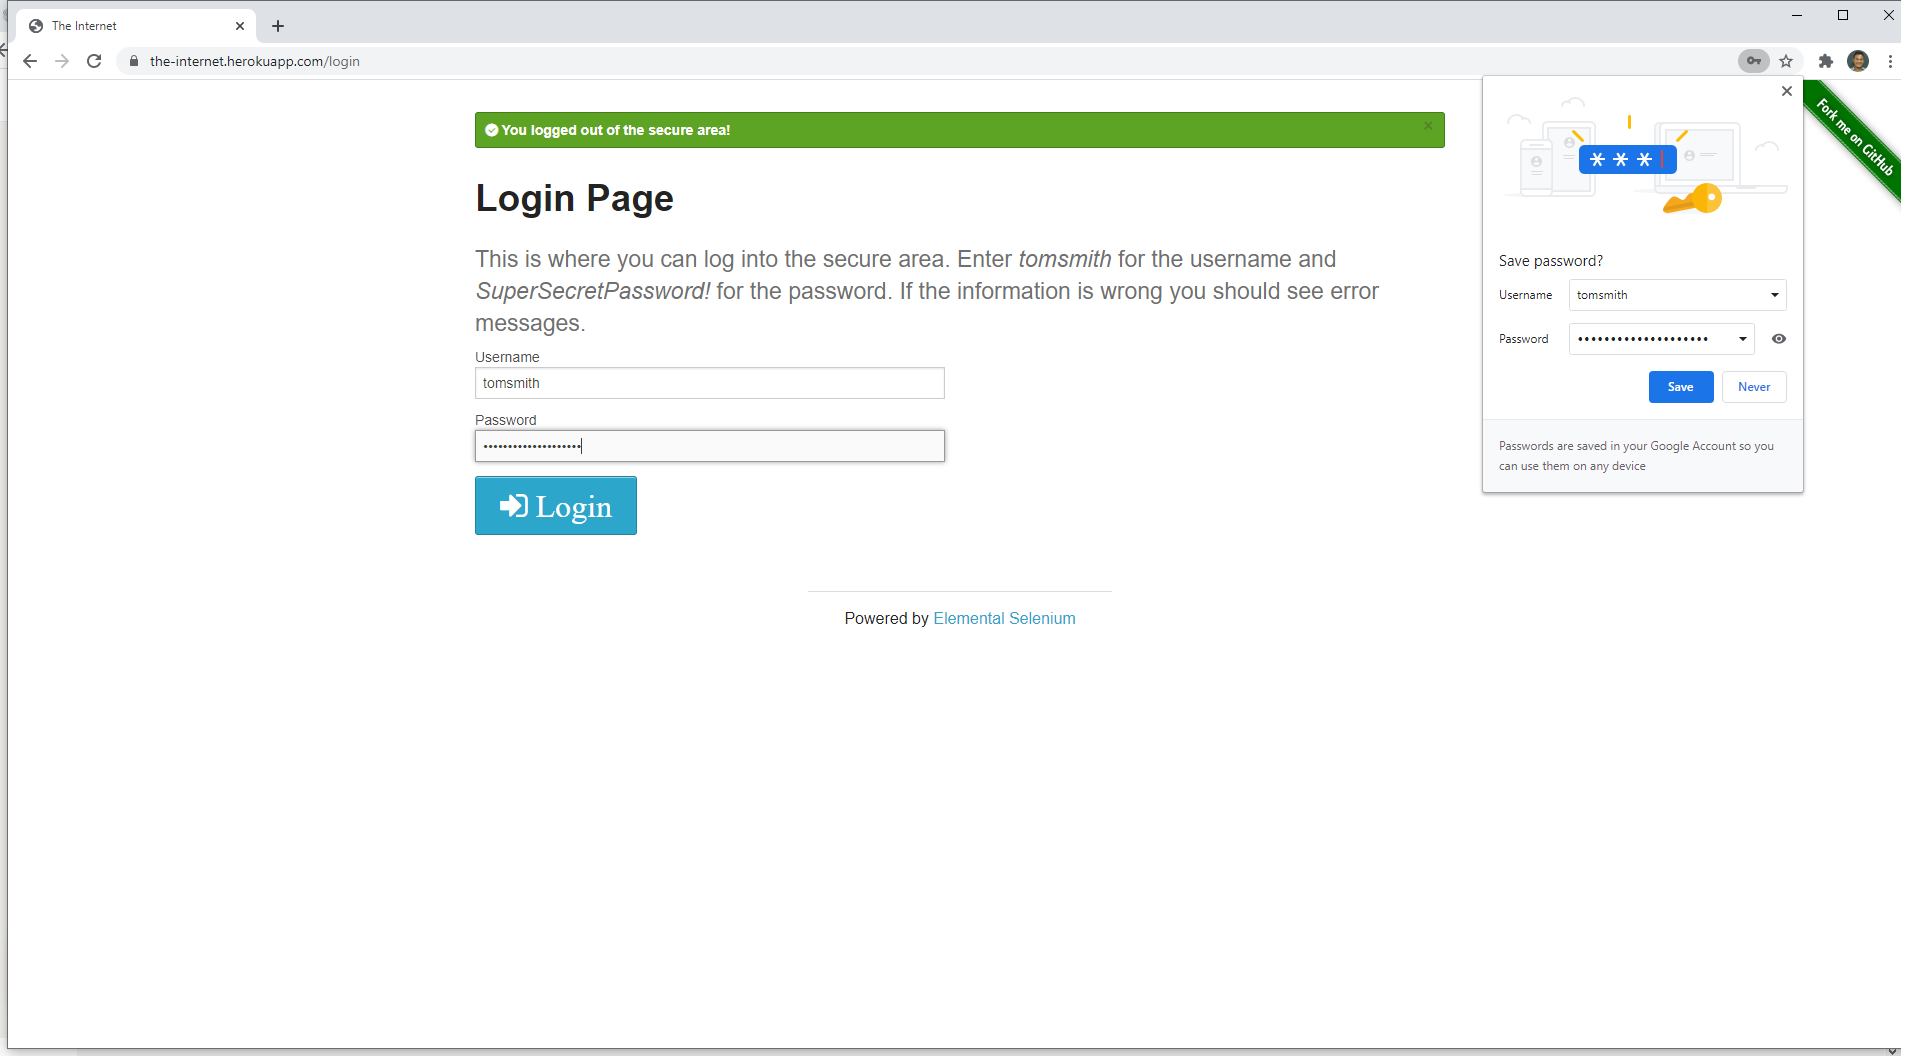 The Internet
the-internet.herokuapp.com/login
You logged out of the secure area!
Login Page
This is where you can log into the secure area. Enter tomsmith for the username and
SuperSecretPassword! for the password. If the information is wrong you should see error
messages.
Username
tomsmith
Password
••••••••••••••••••••
Login
Powered by Elemental Selenium
Fork me on GitHub
* * *
Save password?
Username tomsmith
Password ••••••••••••••••••••
Save Never
Passwords are saved in your Google Account so you
can use them on any device